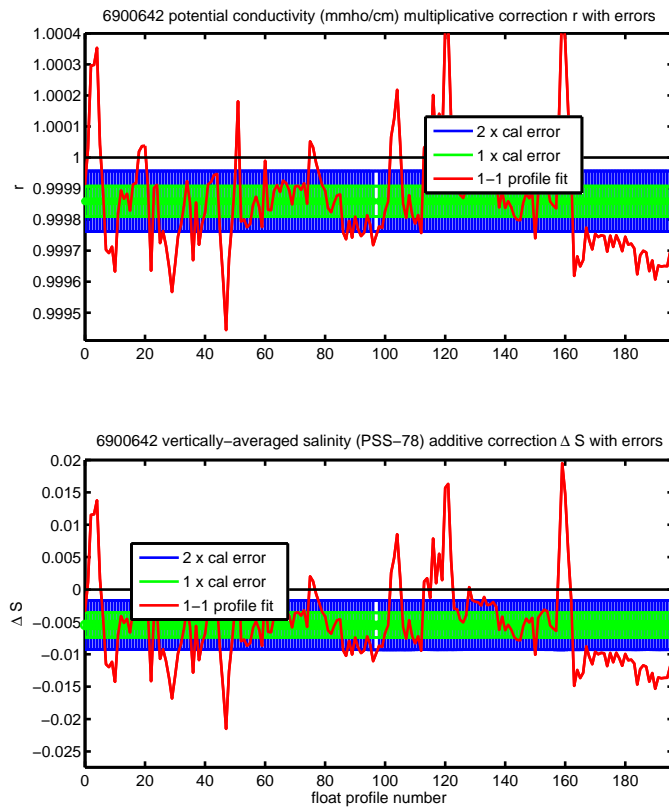 6900642 potential conductivity (mmho/cm) multiplicative correction r with errors
1.0004
1.0003
1.0002
1.0001
1
0.9999
0.9998
0.9997
0.9996
0.9995
r
2 x cal error
1 x cal error
1−1 profile fit
0 20 40 60 80 100 120 140 160 180
6900642 vertically−averaged salinity (PSS−78) additive correction Δ S with errors
0.02
0.015
0.01
0.005
0
−0.005
−0.01
−0.015
−0.02
−0.025
Δ S
2 x cal error
1 x cal error
1−1 profile fit
0 20 40 60 80 100 120 140 160 180
float profile number